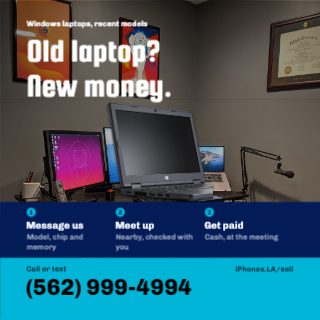 Windows laptops, recent models
Old laptop?
New money.
1
Message us
Model, chip and
memory
2
Meet up
Nearby, checked with
you
3
Get paid
Cash, at the meeting
Call or text
iPhones.LA/sell
(562) 999-4994